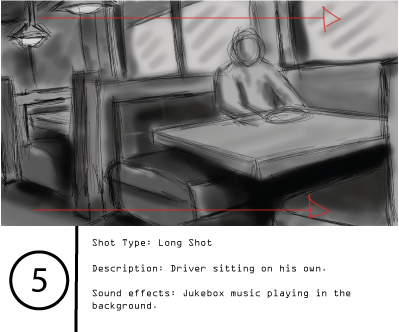 Shot Type: Long Shot
5
Description: Driver sitting on his own.
Sound effects: Jukebox music playing in the
background.